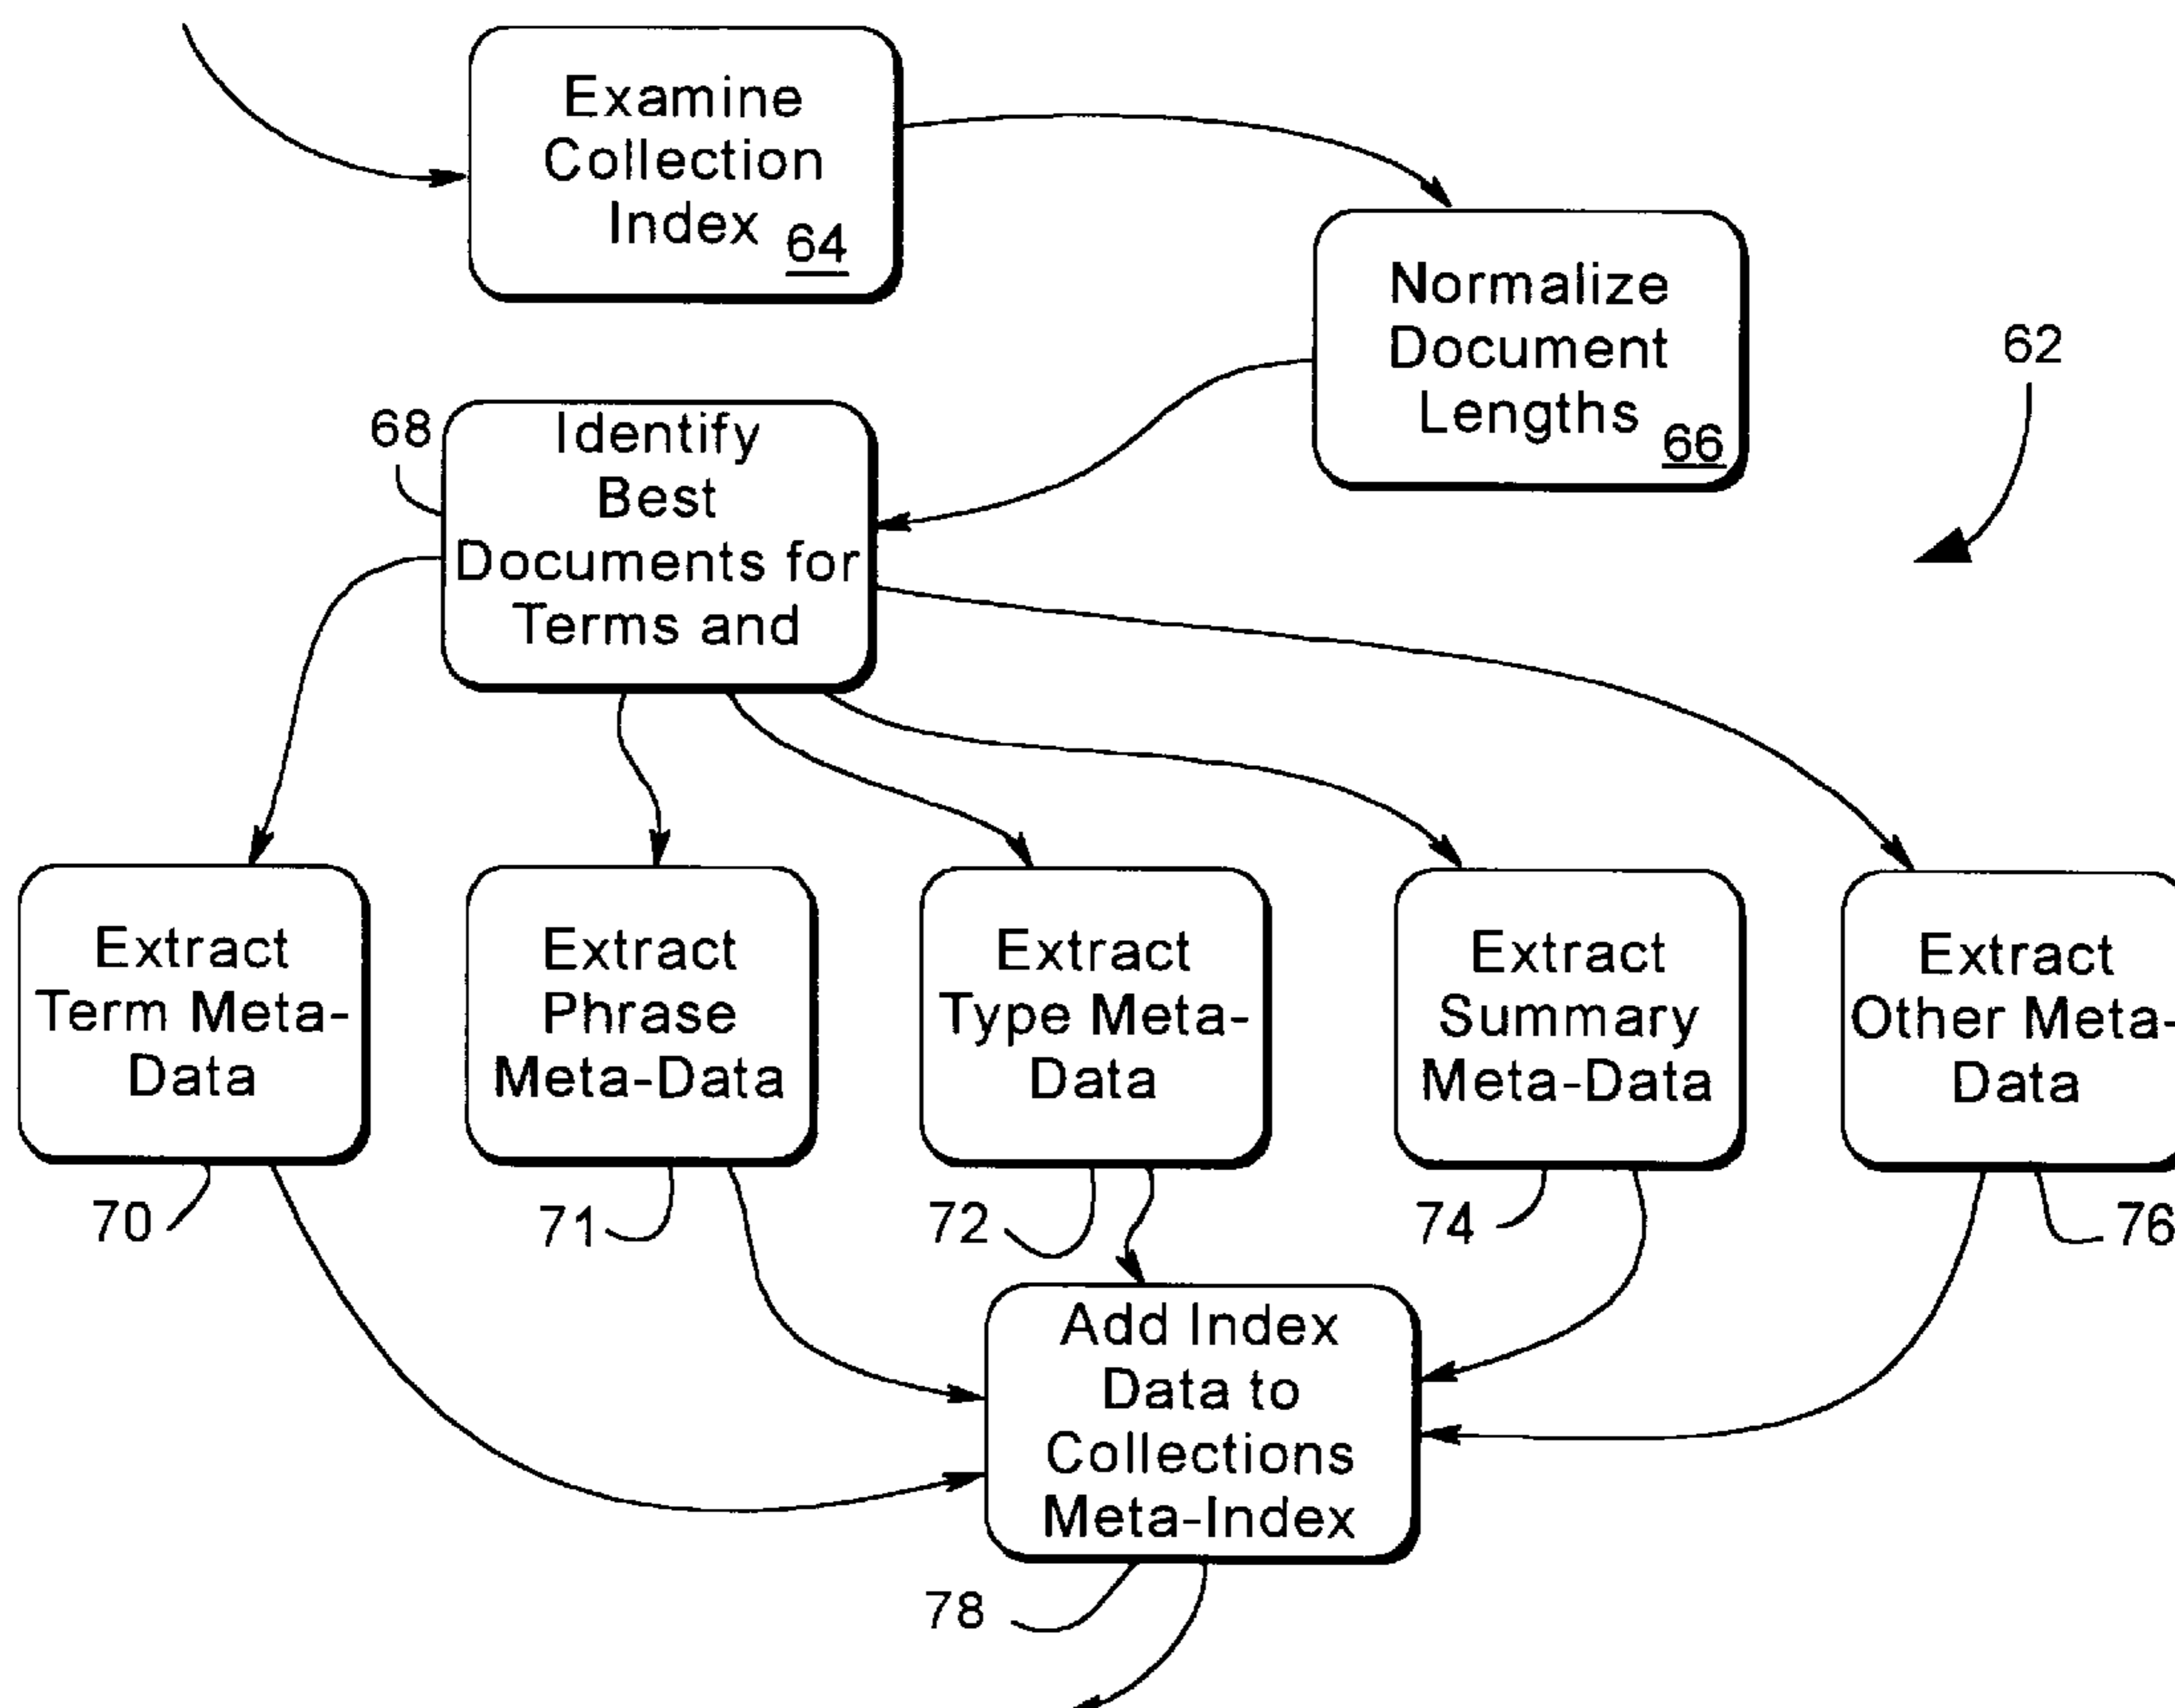 Examine
Collection
Index 64
Normalize
Document
Lengths 66
62
68
Identify
Best
Documents for
Terms and
Extract
Term Meta-
Data
Extract
Phrase
Meta-Data
Extract
Type Meta-
Data
Extract
Summary
Meta-Data
Extract
Other Meta-
Data
70
71
72
74
76
Add Index
Data to
Collections
Meta-Index
78